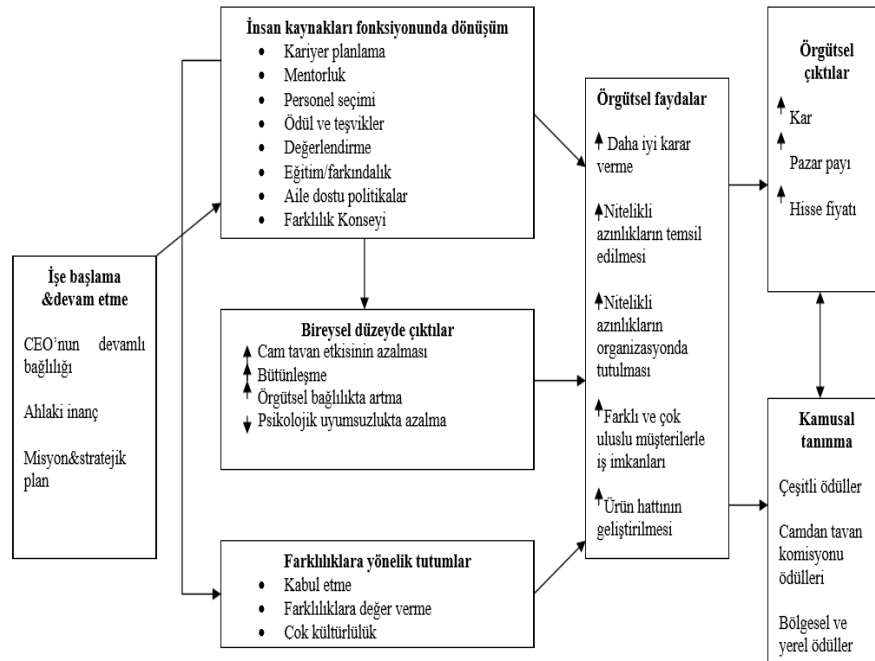 İnsan kaynakları fonksiyonunda dönüşüm
Kariyer planlama
Mentorluk
Personel seçimi
Ödül ve teşvikler
Değerlendirme
Eğitim/farkındalık
Aile dostu politikalar
Farklılık Konseyi
İşe başlama
&devam etme
CEO’nun devamlı
bağlılığı
Ahlaki inanç
Misyon&stratejik
plan
Bireysel düzeyde çıktılar
Cam tavan etkisinin azalması
Bütünleşme
Örgütsel bağlılıkta artma
Psikolojik uyumsuzlukta azalma
Farklılıklara yönelik tutumlar
Kabul etme
Farklılıklara değer verme
Çok kültürlülük
Örgütsel faydalar
Daha iyi karar
verme
Nitelikli
azınlıkların temsil
edilmesi
Nitelikli
azınlıkların
organizasyonda
tutulması
Farklı ve çok
uluslu müşterilerle
iş imkanları
Ürün hattının
geliştirilmesi
Örgütsel
çıktılar
Kar
Pazar payı
Hisse fiyatı
Kamusal
tanınma
Çeşitli ödüller
Camdan tavan
komisyonu
ödülleri
Bölgesel ve
yerel ödüller